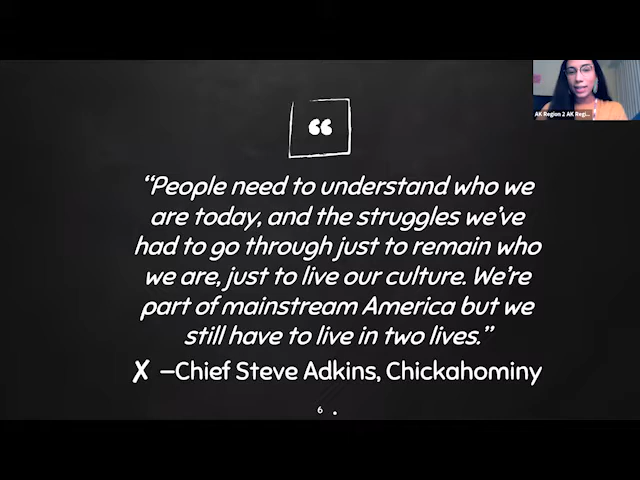 AK Region 2 AK Regi...
“
“People need to understand who we
are today, and the struggles we’ve
had to go through just to remain who
we are, just to live our culture. We’re
part of mainstream America but we
still have to live in two lives.”
✗ –Chief Steve Adkins, Chickahominy
6